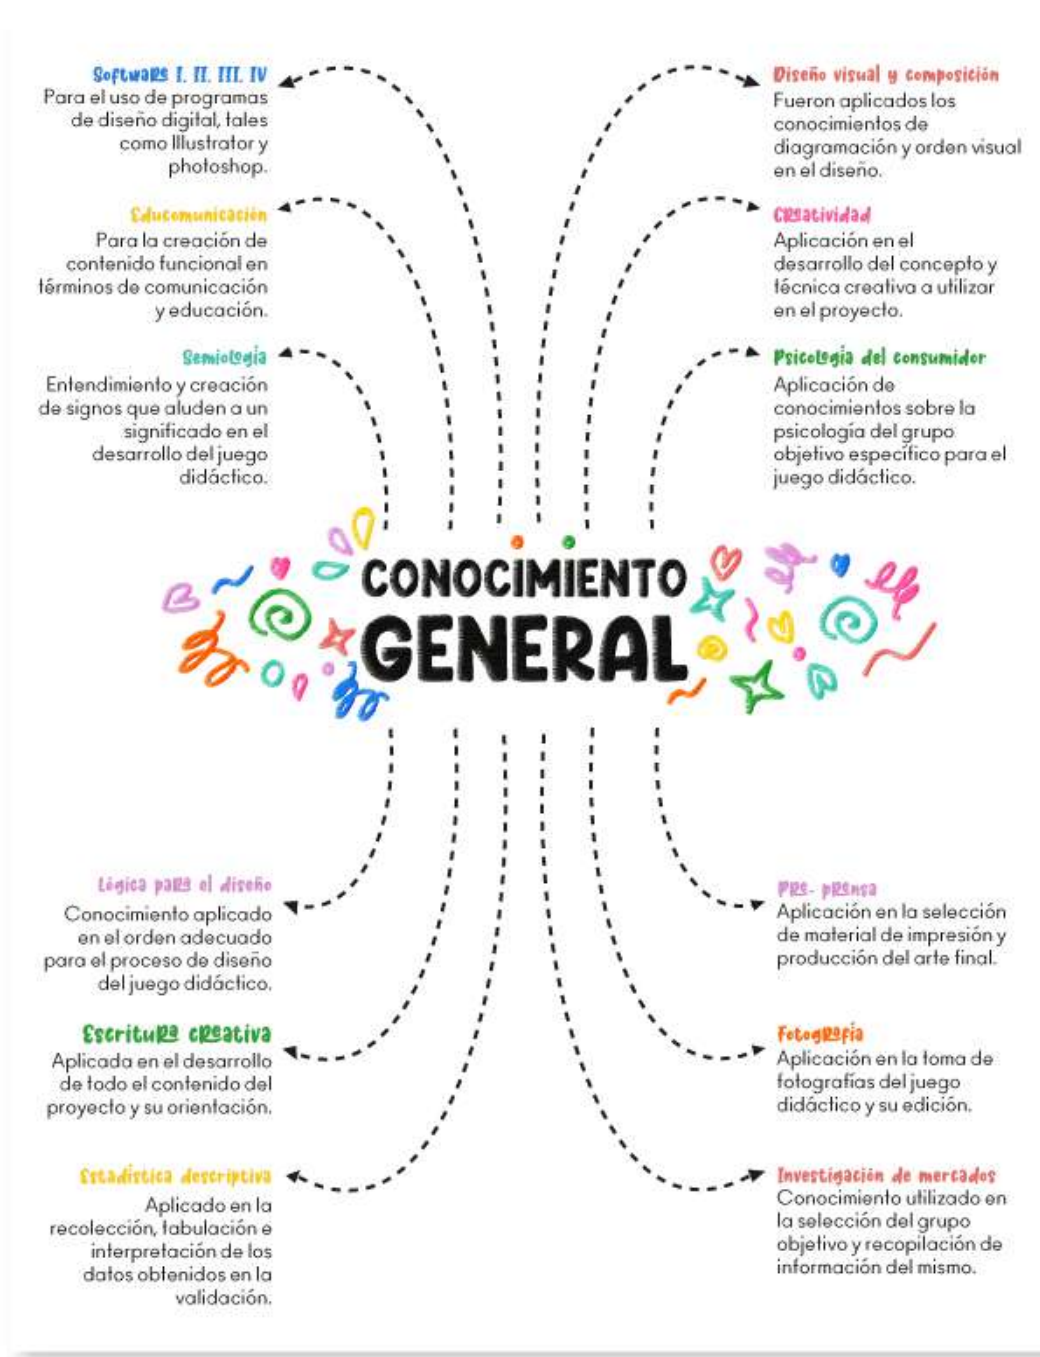 Software I, II, III, IV
Para el uso de programas
de diseño digital, tales
como Illustrator y
photoshop.
Educomunicación
Para la creación de
contenido funcional en
términos de comunicación
y educación.
Semiología
Entendimiento y creación
de signos que aluden a un
significado en el
desarrollo del juego
didáctico.
Diseño visual y composición
Fueron aplicados los
conocimientos de
diagramación y orden visual
en el diseño.
Creatividad
Aplicación en el
desarrollo del concepto y
técnica creativa a utilizar
en el proyecto.
Psicología del consumidor
Aplicación de
conocimientos sobre la
psicología del grupo
objetivo específico para el
juego didáctico.
CONOCIMIENTO
GENERAL
Lógica para el diseño
Conocimiento aplicado
en el orden adecuado
para el proceso de diseño
del juego didáctico.
Escritura creativa
Aplicada en el desarrollo
de todo el contenido del
proyecto y su orientación.
Estadística descriptiva
Aplicado en la
recolección, tabulación e
interpretación de los
datos obtenidos en la
validación.
Pre- prensa
Aplicación en la selección
de material de impresión y
producción del arte final.
Fotografía
Aplicación en la toma de
fotografías del juego
didáctico y su edición.
Investigación de mercados
Conocimiento utilizado en
la selección del grupo
objetivo y recopilación de
información del mismo.